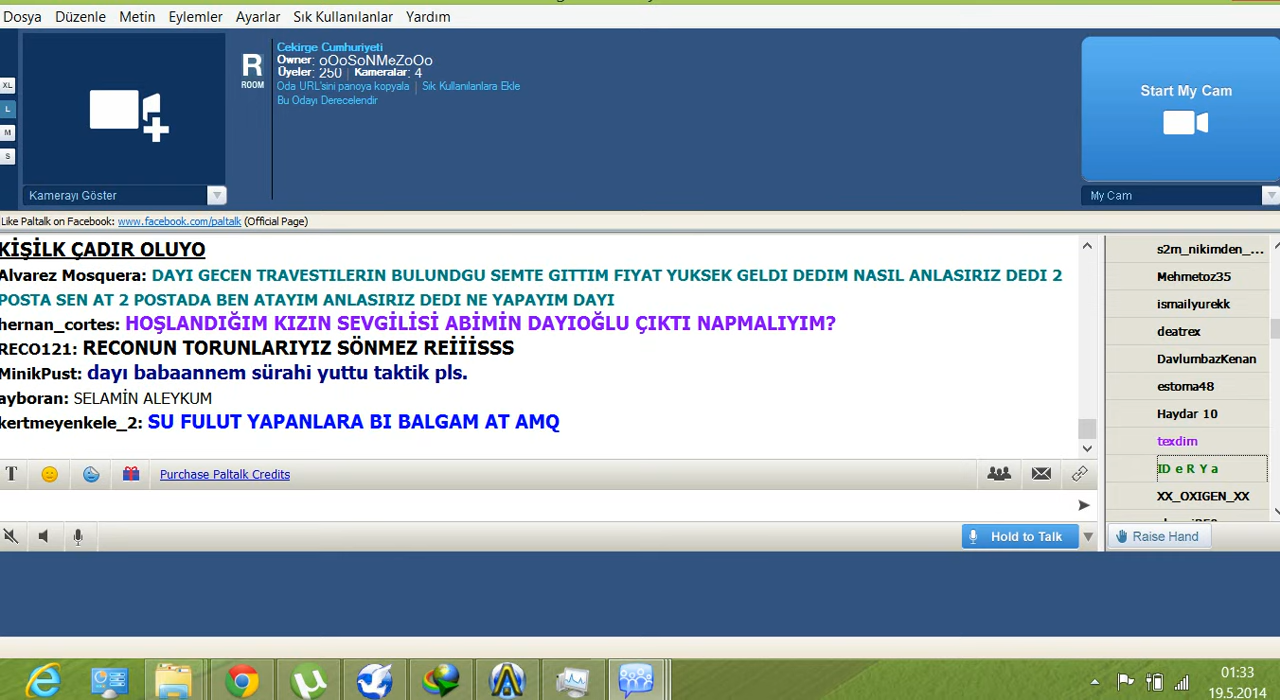 Dosya Düzenle Metin Eylemler Ayarlar Sık Kullanılanlar Yardım
XL
L
M
S
Kamerayı Göster
R
ROOM
Cekirge Cumhuriyeti
Owner: oOoSoNMeZoOo
Üyeler: 250 | Kameralar: 4
Oda URL'sini panoya kopyala | Sık Kullanılanlara Ekle
Bu Odayı Derecelendir
Start My Cam
My Cam
Like Paltalk on Facebook: www.facebook.com/paltalk (Official Page)
KİŞİLK ÇADIR OLUYO
Alvarez Mosquera: DAYI GECEN TRAVESTILERIN BULUNDGU SEMTE GITTIM FIYAT YUKSEK GELDI DEDIM NASIL ANLASIRIZ DEDI 2
POSTA SEN AT 2 POSTADA BEN ATAYIM ANLASIRIZ DEDI NE YAPAYIM DAYI
hernan_cortes: HOŞLANDIĞIM KIZIN SEVGİLİSİ ABİMİN DAYIOĞLU ÇIKTI NAPMALIYIM?
RECO121: RECONUN TORUNLARIYIZ SÖNMEZ REİİİSSS
MinikPust: dayı babaannem sürahi yuttu taktik pls.
ayboran: SELAMİN ALEYKUM
kertmeyenkele_2: SU FULUT YAPANLARA BI BALGAM AT AMQ
T
Purchase Paltalk Credits
Hold to Talk
s2m_nikimden_...
Mehmetoz35
ismailyurekk
deatrex
DavlumbazKenan
estoma48
Haydar 10
texdim
ID e R Y a
XX_OXIGEN_XX
Raise Hand
01:33
19.5.2014